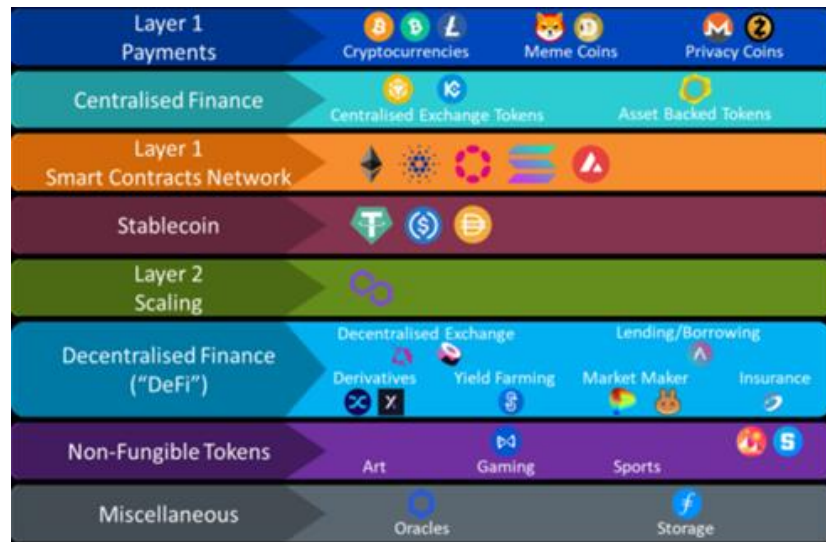 Layer 1
Payments
Cryptocurrencies
Meme Coins
Privacy Coins
Centralised Finance
Centralised Exchange Tokens
Asset Backed Tokens
Layer 1
Smart Contracts Network
Stablecoin
Layer 2
Scaling
Decentralised Finance
("DeFi")
Decentralised Exchange
Lending/Borrowing
Derivatives
Yield Farming
Market Maker
Insurance
Non-Fungible Tokens
Art
Gaming
Sports
Miscellaneous
Oracles
Storage